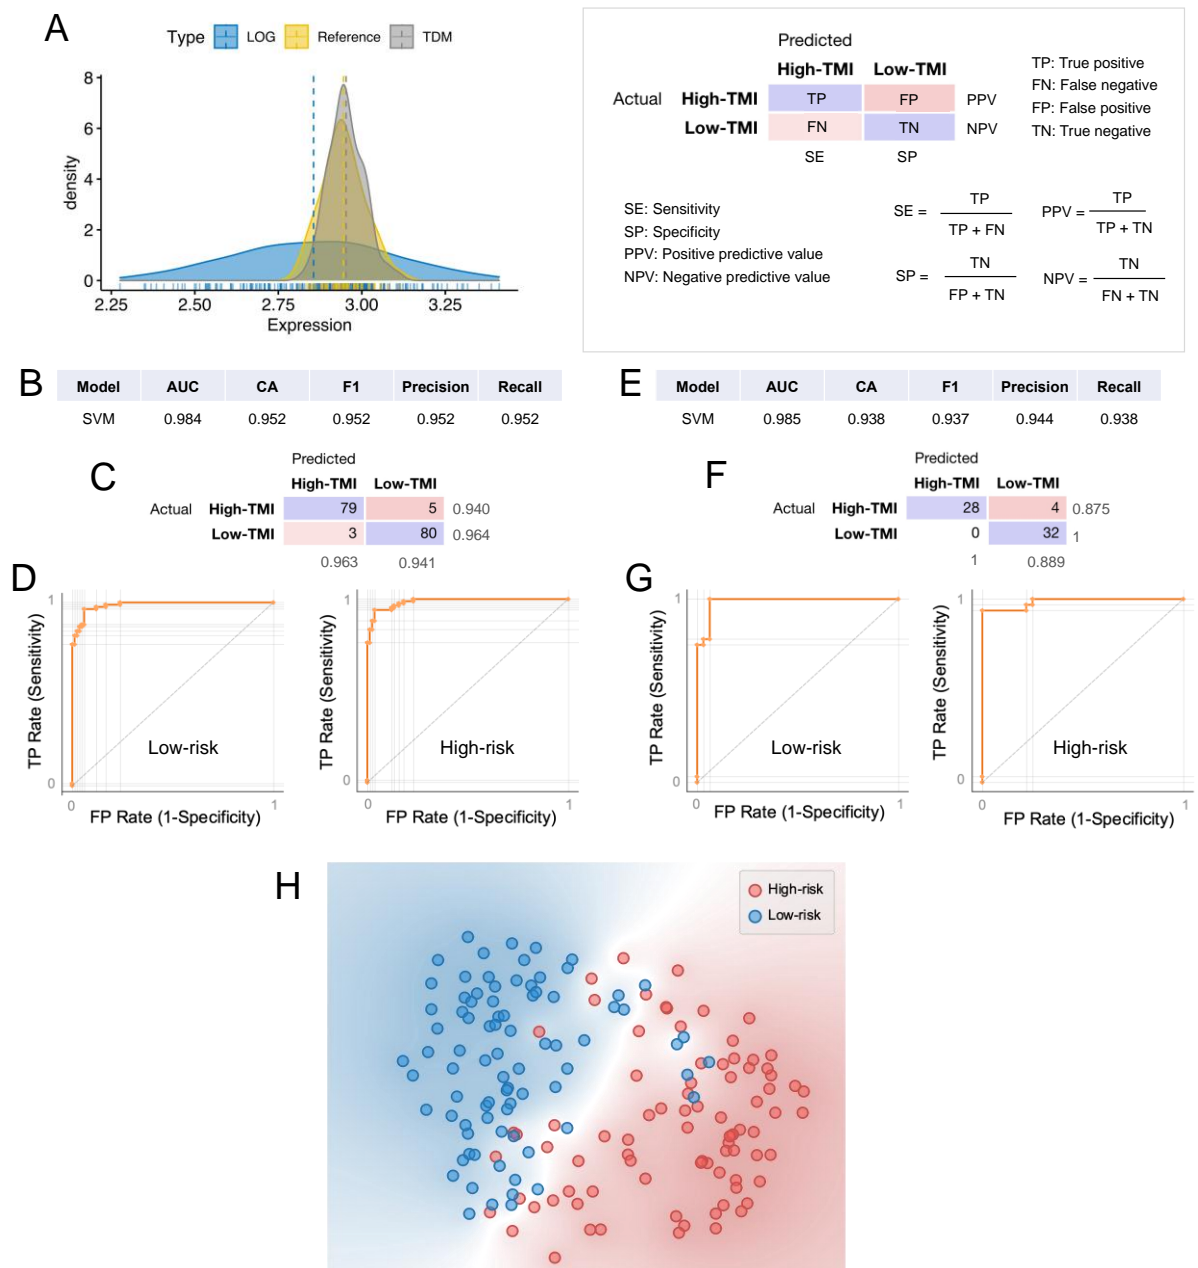 A
Type LOG Reference TDM
density
8
6
4
2
0
2.25 2.50 2.75 3.00 3.25
Expression
Predicted
High-TMI Low-TMI
Actual High-TMI TP FP PPV
Low-TMI FN TN NPV
SE SP
TP: True positive
FN: False negative
FP: False positive
TN: True negative
SE: Sensitivity
SP: Specificity
PPV: Positive predictive value
NPV: Negative predictive value
SE = TP
TP + FN
PPV = TP
TP + TN
SP = TN
FP + TN
NPV = TN
FN + TN
B
Model AUC CA F1 Precision Recall
SVM 0.984 0.952 0.952 0.952 0.952
E
Model AUC CA F1 Precision Recall
SVM 0.985 0.938 0.937 0.944 0.938
C
Predicted
High-TMI Low-TMI
Actual High-TMI 79 5 0.940
Low-TMI 3 80 0.964
0.963 0.941
F
Predicted
High-TMI Low-TMI
Actual High-TMI 28 4 0.875
Low-TMI 0 32 1
1 0.889
D
TP Rate (Sensitivity)
1
0
Low-risk
0 1
FP Rate (1-Specificity)
TP Rate (Sensitivity)
1
0
High-risk
0 1
FP Rate (1-Specificity)
G
TP Rate (Sensitivity)
1
0
Low-risk
0 1
FP Rate (1-Specificity)
TP Rate (Sensitivity)
1
0
High-risk
0 1
FP Rate (1-Specificity)
H
High-risk
Low-risk